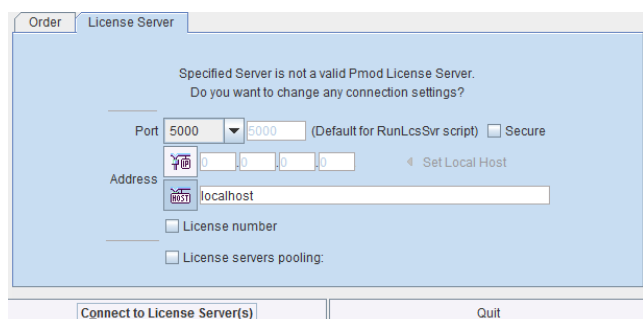 Order License Server
Specified Server is not a valid Pmod License Server.
Do you want to change any connection settings?
Port 5000 5000 (Default for RunLcsSvr script) Secure
IP 0 .0 .0 .0 Set Local Host
Address
HOST localhost
License number
License servers pooling:
Connect to License Server(s) Quit